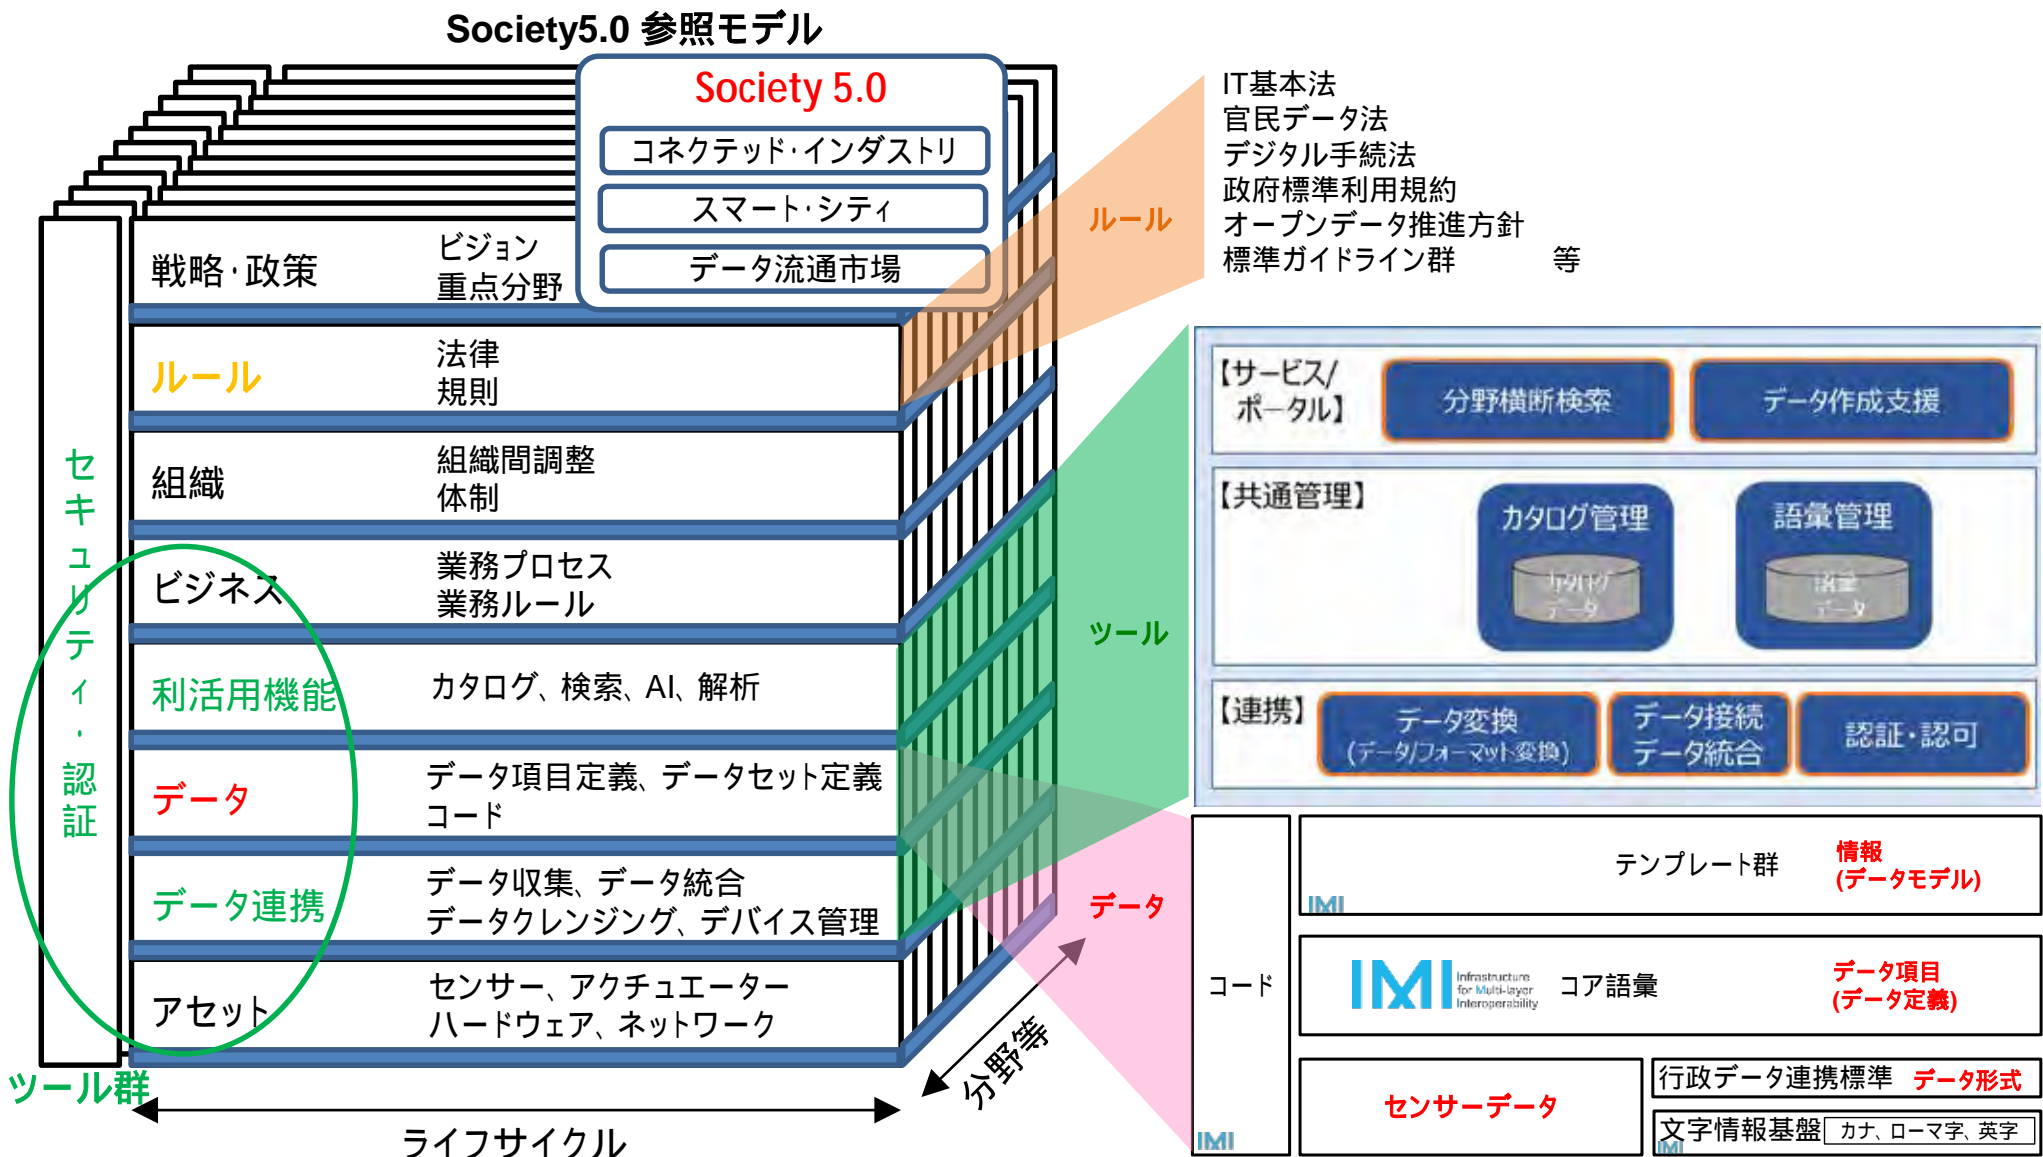 Society5.0 参照モデル
Society 5.0
コネクテッド・インダストリ
スマート・シティ
データ流通市場
セキュリティ・認証
戦略・政策
ビジョン
重点分野
ルール
法律
規則
組織
組織間調整
体制
ビジネス
業務プロセス
業務ルール
利活用機能
カタログ、検索、AI、解析
データ
データ項目定義、データセット定義
コード
データ連携
データ収集、データ統合
データクレンジング、デバイス管理
アセット
センサー、アクチュエーター
ハードウェア、ネットワーク
ツール群
ライフサイクル
分野等
ルール
IT基本法
官民データ法
デジタル手続法
政府標準利用規約
オープンデータ推進方針
標準ガイドライン群 等
ツール
【サービス/
ポータル】
分野横断検索
データ作成支援
【共通管理】
カタログ管理
カタログ
データ
語彙管理
語彙
データ
【連携】
データ変換
(データ/フォーマット変換)
データ接続
データ統合
認証・認可
データ
コード
IMI
テンプレート群
情報
(データモデル)
IMI
IMI
Infrastructure
for Multi-layer
Interoperability
コア語彙
データ項目
(データ定義)
センサーデータ
行政データ連携標準 データ形式
文字情報基盤 カナ、ローマ字、英字
IMI